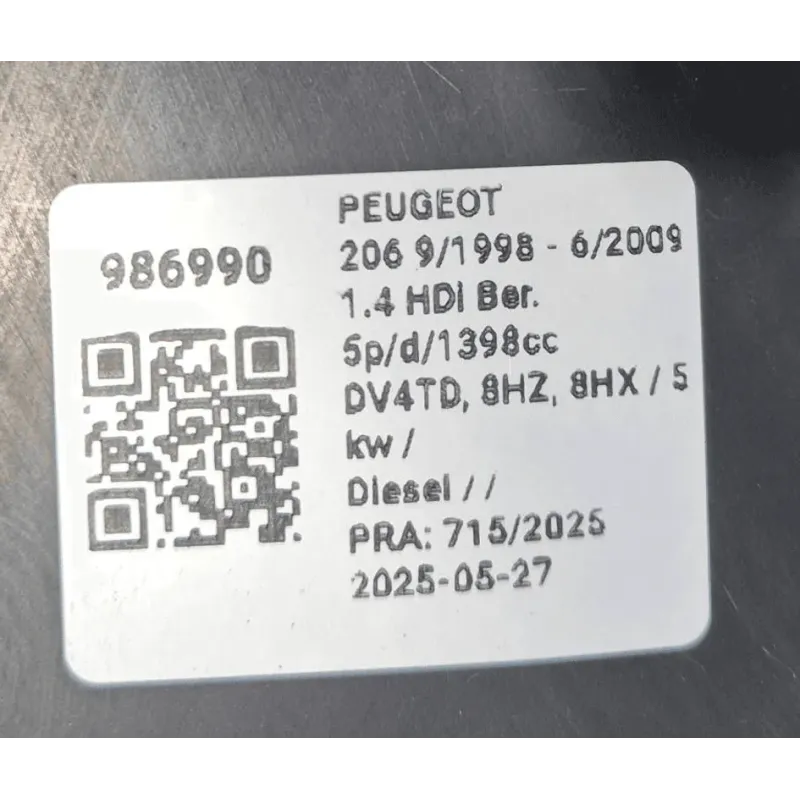 986990
PEUGEOT
206 9/1998 - 6/2009
1.4 HDi Ber.
5p/d/1398cc
DV4TD, 8HZ, 8HX / 5
kw /
Diesel / /
PRA: 715/2025
2025-05-27